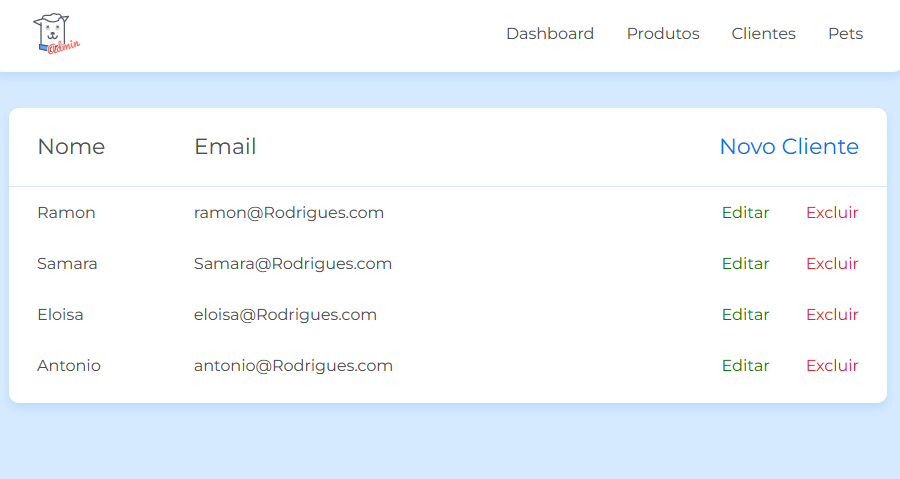 @dmin
Dashboard Produtos Clientes Pets
Nome Email Novo Cliente
Ramon ramon@Rodrigues.com Editar Excluir
Samara Samara@Rodrigues.com Editar Excluir
Eloisa eloisa@Rodrigues.com Editar Excluir
Antonio antonio@Rodrigues.com Editar Excluir